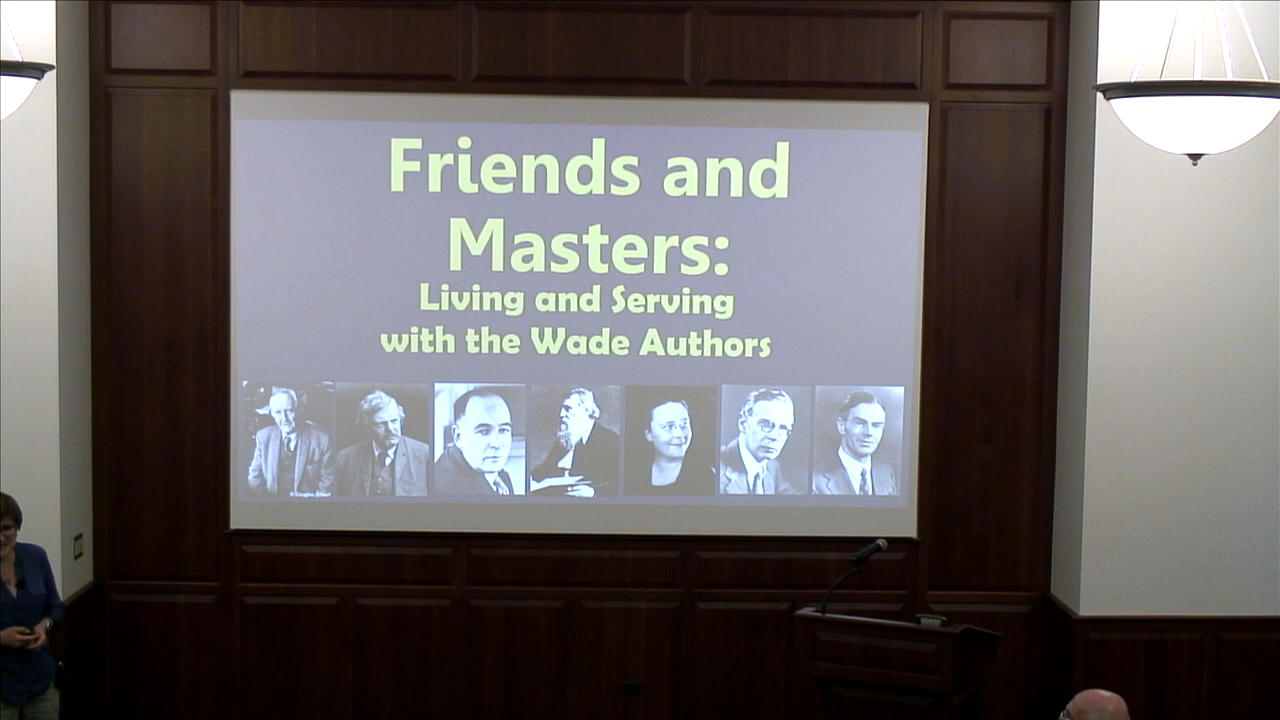 Friends and
Masters:
Living and Serving
with the Wade Authors